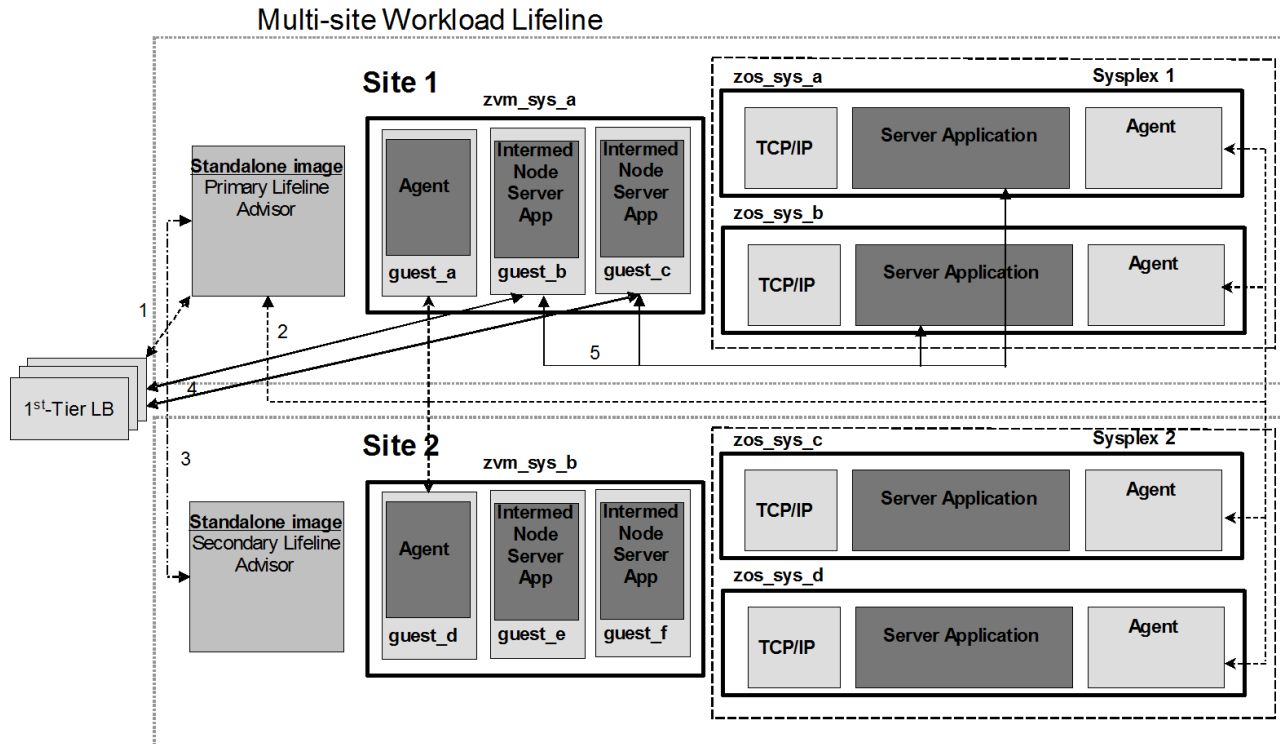 Multi-site Workload Lifeline
Site 1
zvm_sys_a
zos_sys_a
Sysplex 1
Standalone image
Primary Lifeline
Advisor
Agent
guest_a
Intermed
Node
Server
App
guest_b
Intermed
Node
Server
App
guest_c
TCP/IP
Server Application
Agent
zos_sys_b
TCP/IP
Server Application
Agent
1
2
5
4
1st-Tier LB
3
Site 2
zvm_sys_b
zos_sys_c
Sysplex 2
Standalone image
Secondary Lifeline
Advisor
Agent
guest_d
Intermed
Node
Server
App
guest_e
Intermed
Node
Server
App
guest_f
TCP/IP
Server Application
Agent
zos_sys_d
TCP/IP
Server Application
Agent